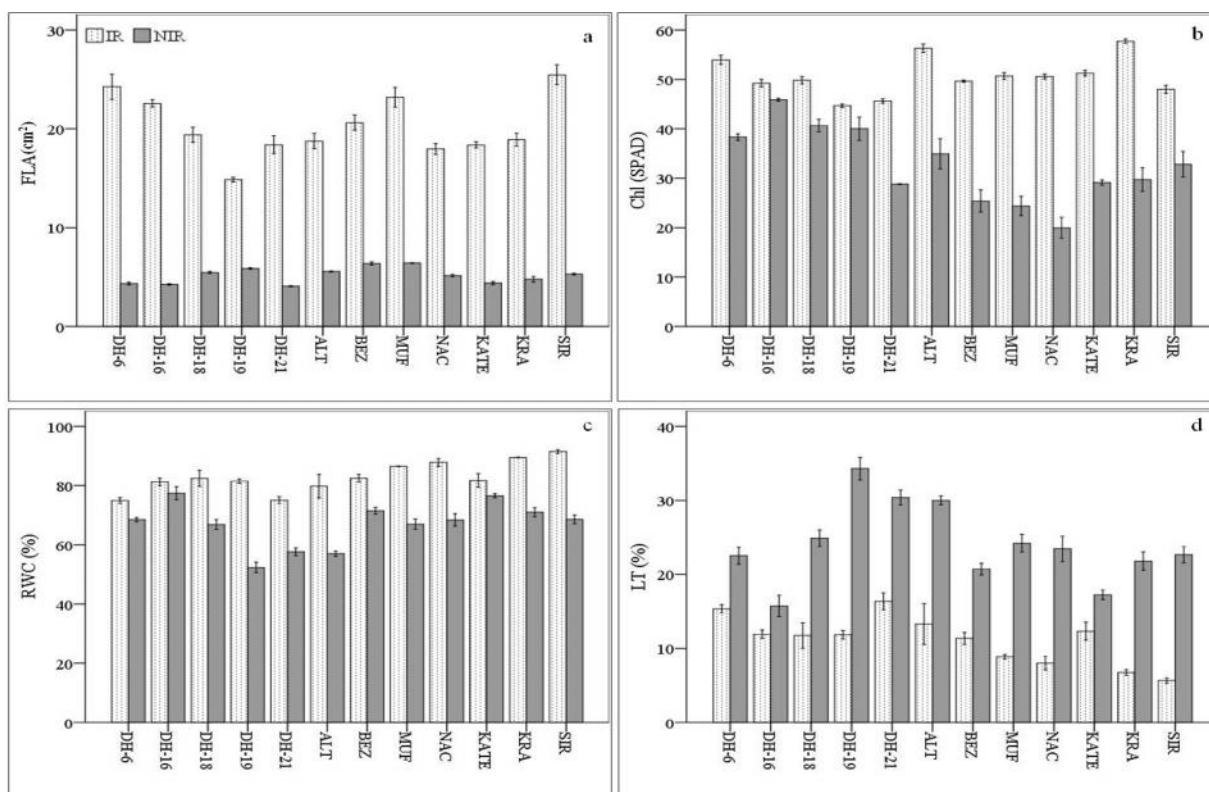 IR NIR
a
30
20
10
0
FLA(cm²)
DH-6 DH-16 DH-18 DH-19 DH-21 ALT BEZ MUF NAC KATE KRA SIR
b
60
50
40
30
20
10
0
Chl (SPAD)
DH-6 DH-16 DH-18 DH-19 DH-21 ALT BEZ MUF NAC KATE KRA SIR
c
100
80
60
40
20
0
RWC (%)
DH-6 DH-16 DH-18 DH-19 DH-21 ALT BEZ MUF NAC KATE KRA SIR
d
40
30
20
10
0
LT (%)
DH-6 DH-16 DH-18 DH-19 DH-21 ALT BEZ MUF NAC KATE KRA SIR